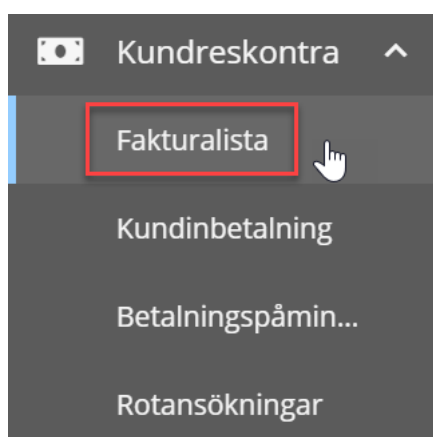 Kundreskontra
Fakturalista
Kundinbetalning
Betalningspåmin...
Rotansökningar